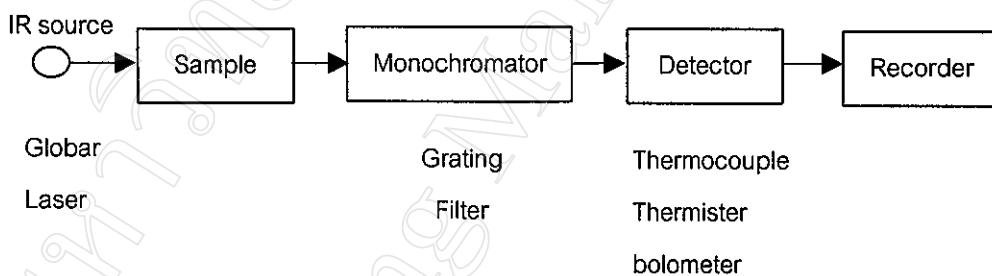 IR source
Sample
Monochromator
Detector
Recorder
Globar
Laser
Grating
Filter
Thermocouple
Thermister
bolometer